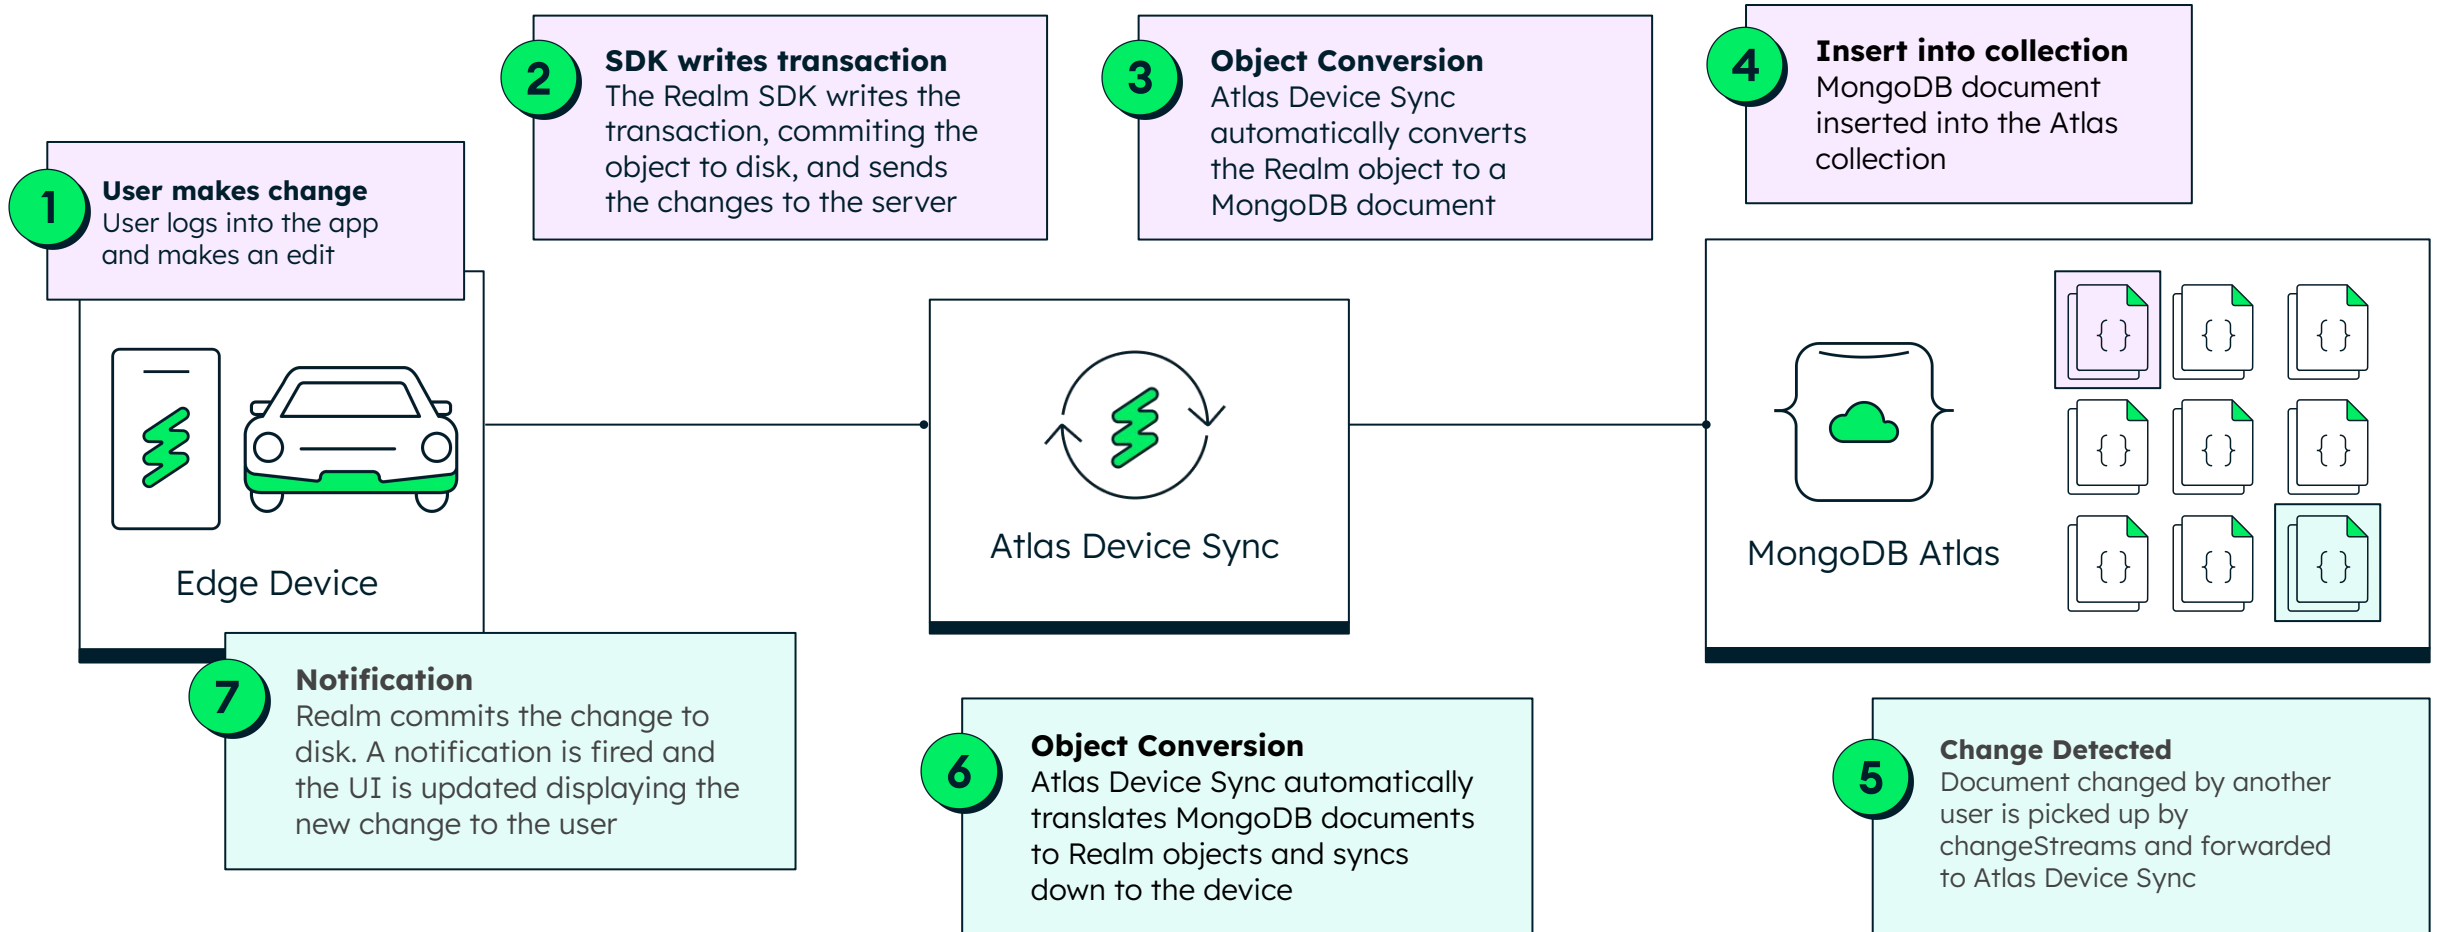 1
User makes change
User logs into the app
and makes an edit
2
SDK writes transaction
The Realm SDK writes the
transaction, commiting the
object to disk, and sends
the changes to the server
3
Object Conversion
Atlas Device Sync
automatically converts
the Realm object to a
MongoDB document
4
Insert into collection
MongoDB document
inserted into the Atlas
collection
Edge Device
Atlas Device Sync
MongoDB Atlas
{ }
{ }
{ }
{ }
{ }
{ }
{ }
{ }
{ }
7
Notification
Realm commits the change to
disk. A notification is fired and
the UI is updated displaying the
new change to the user
6
Object Conversion
Atlas Device Sync automatically
translates MongoDB documents
to Realm objects and syncs
down to the device
5
Change Detected
Document changed by another
user is picked up by
changeStreams and forwarded
to Atlas Device Sync